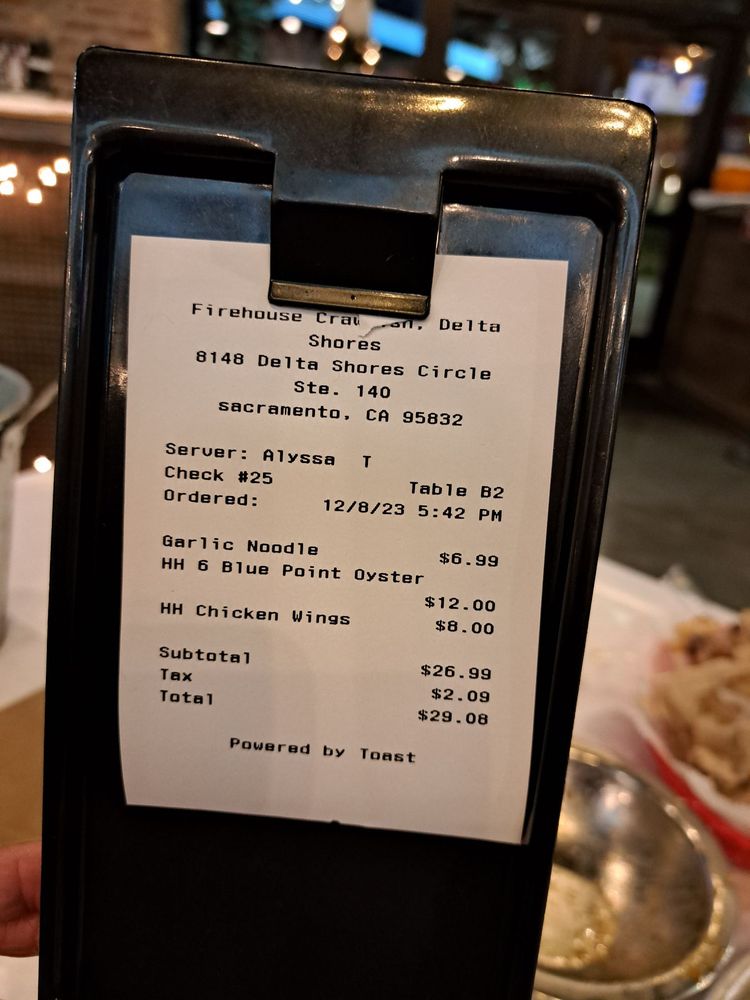 Firehouse Delta
Shores
8148 Delta Shores Circle
Ste. 140
sacramento, CA 95832
Server: Alyssa T
Check #25 Table B2
Ordered: 12/8/23 5:42 PM
Garlic Noodle $6.99
HH 6 Blue Point Oyster
$12.00
HH Chicken Wings $8.00
Subtotal $26.99
Tax $2.09
Total $29.08
Powered by Toast